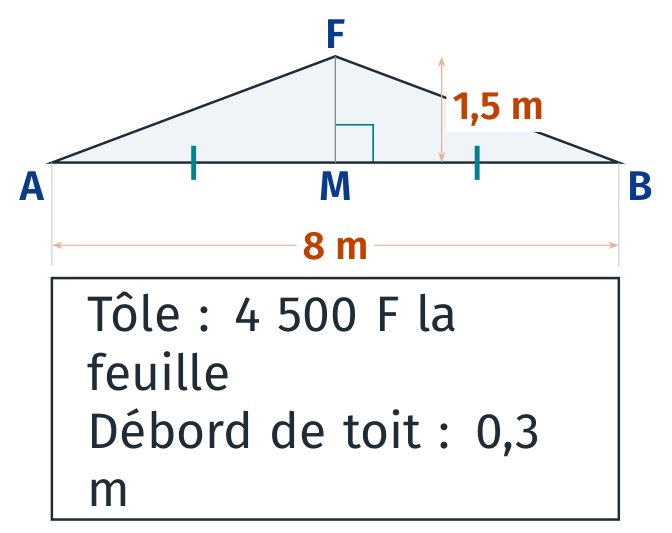 F
1,5 m
A
M
B
8 m
Tôle : 4 500 F la
feuille
Débord de toit : 0,3
m